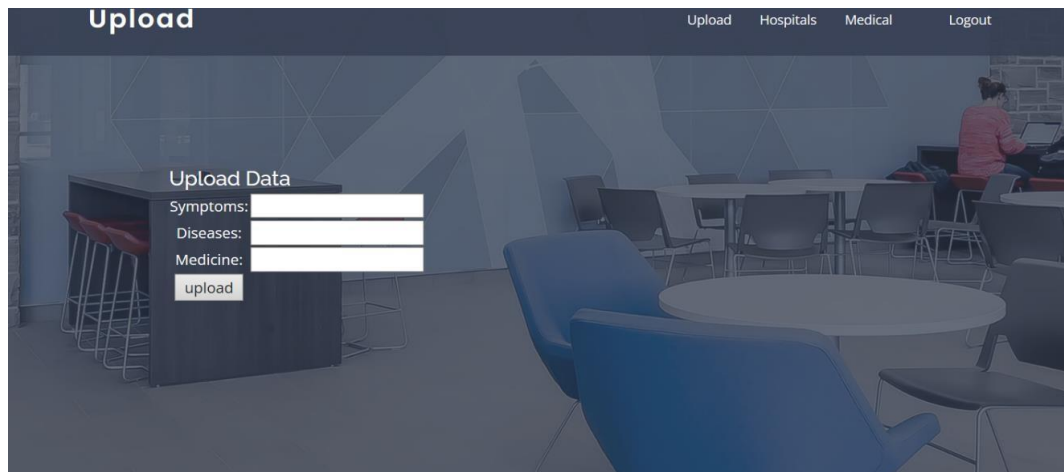 Upload
Upload Hospitals Medical Logout
Upload Data
Symptoms:
Diseases:
Medicine:
upload